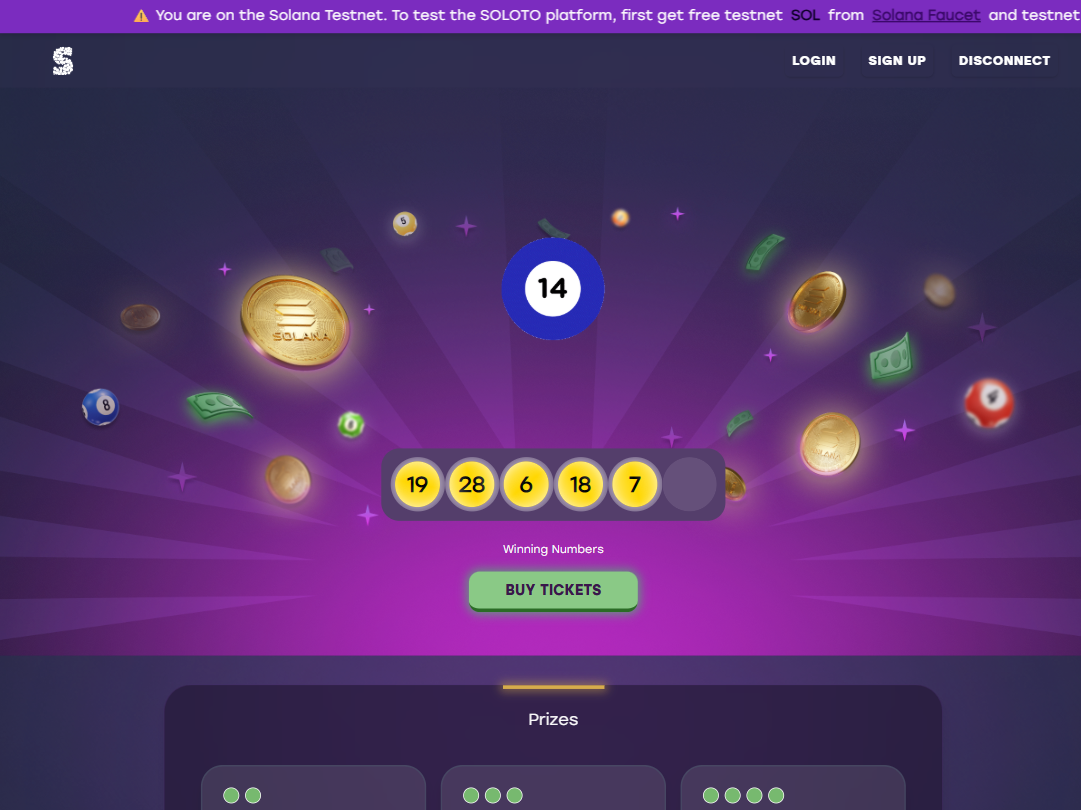 ⚠️ You are on the Solana Testnet. To test the SOLOTO platform, first get free testnet SOL from Solana Faucet and testnet
S
LOGIN SIGN UP DISCONNECT
5
14
SOLANA
8
19 28 6 18 7
Winning Numbers
BUY TICKETS
Prizes